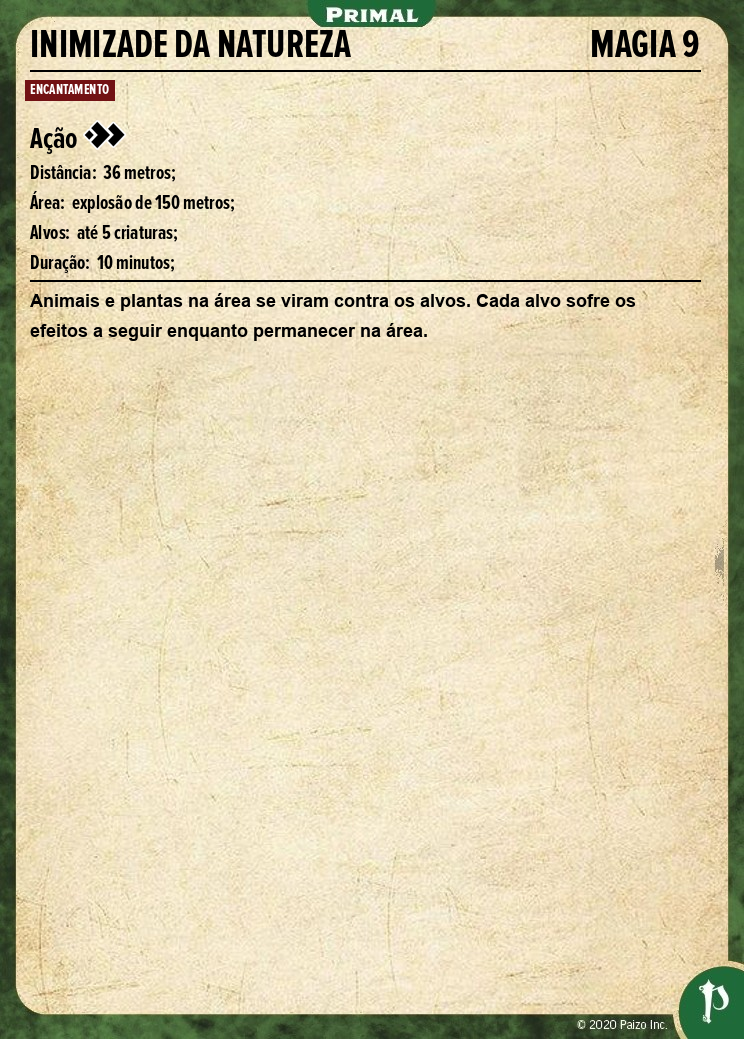 PRIMAL
INIMIZADE DA NATUREZA MAGIA 9
ENCANTAMENTO
Ação
Distância: 36 metros;
Área: explosão de 150 metros;
Alvos: até 5 criaturas;
Duração: 10 minutos;
Animais e plantas na área se viram contra os alvos. Cada alvo sofre os
efeitos a seguir enquanto permanecer na área.
© 2020 Paizo Inc.